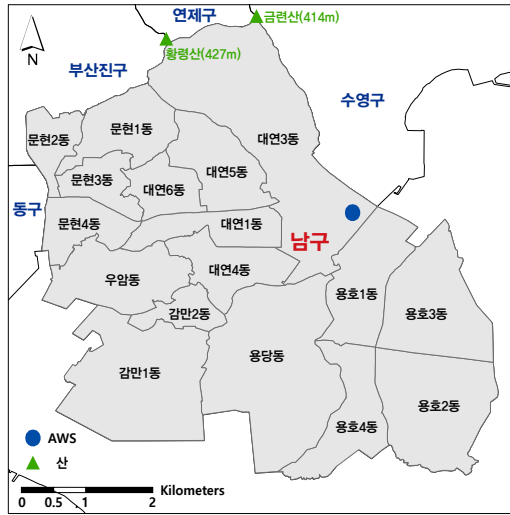 연제구
금련산(414m)
황령산(427m)
N
부산진구
수영구
문현1동
문현2동
대연3동
대연5동
문현3동
대연6동
동구
문현4동
대연1동
남구
대연4동
우암동
용호1동
용호3동
감만2동
용당동
감만1동
용호2동
용호4동
AWS
산
Kilometers
0 0.5 1 2